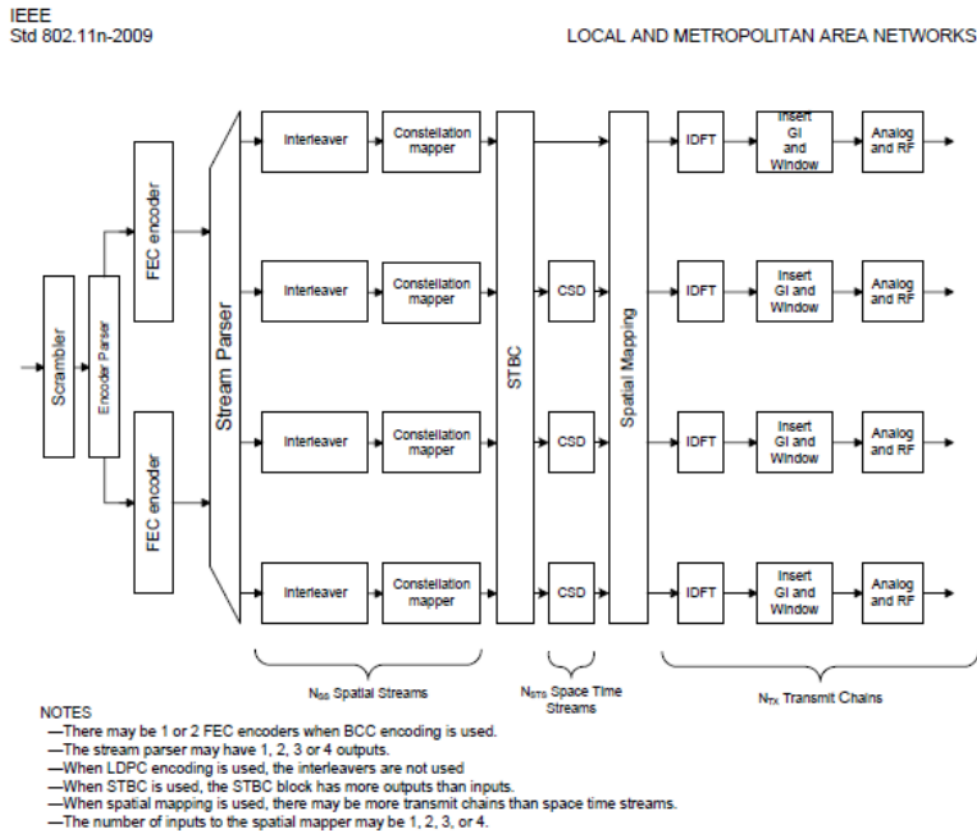 IEEE
Std 802.11n-2009
LOCAL AND METROPOLITAN AREA NETWORKS
Scrambler
Encoder Parser
FEC encoder
FEC encoder
Stream Parser
Interleaver
Constellation
mapper
Interleaver
Constellation
mapper
Interleaver
Constellation
mapper
Interleaver
Constellation
mapper
STBC
CSD
CSD
CSD
Spatial Mapping
IDFT
Insert
GI
and
Window
Analog
and RF
IDFT
Insert
GI and
Window
Analog
and RF
IDFT
Insert
GI and
Window
Analog
and RF
IDFT
Insert
GI and
Window
Analog
and RF
NSS Spatial Streams
NSTS Space Time
Streams
NTX Transmit Chains
NOTES
—There may be 1 or 2 FEC encoders when BCC encoding is used.
—The stream parser may have 1, 2, 3 or 4 outputs.
—When LDPC encoding is used, the interleavers are not used
—When STBC is used, the STBC block has more outputs than inputs.
—When spatial mapping is used, there may be more transmit chains than space time streams.
—The number of inputs to the spatial mapper may be 1, 2, 3, or 4.